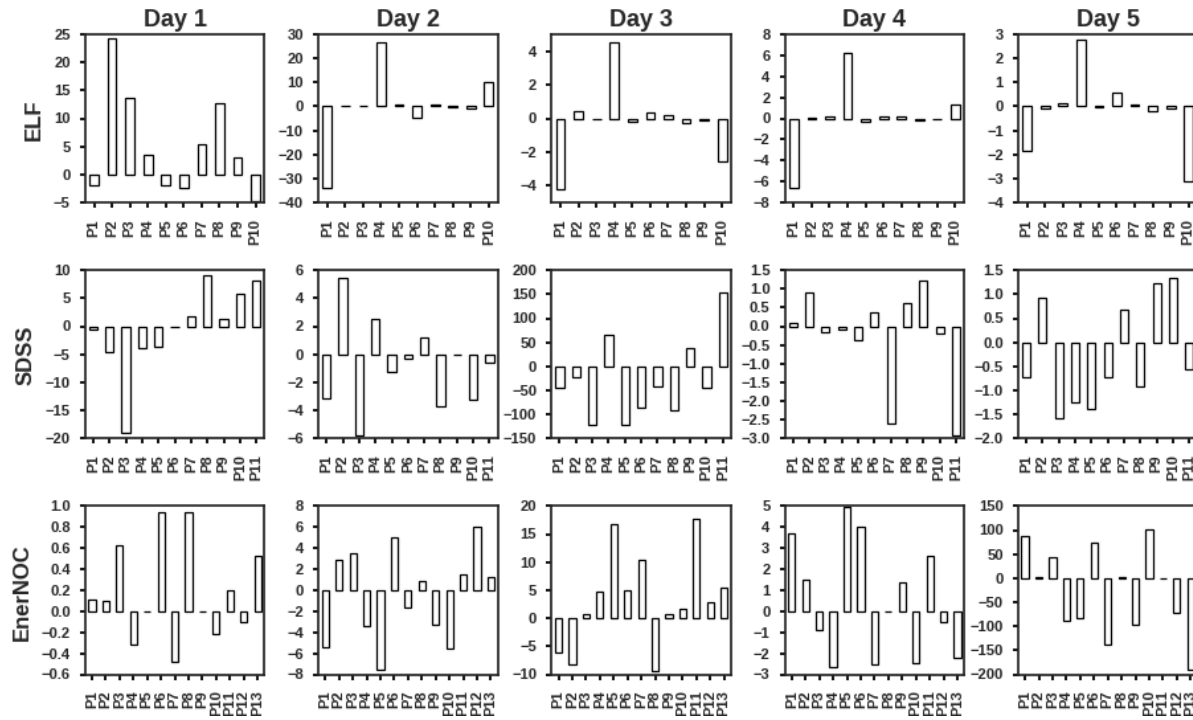 Day 1 Day 2 Day 3 Day 4 Day 5
ELF
25 20 15 10 5 0 −5
30 20 10 0 −10 −20 −30 −40
4 2 0 −2 −4
8 6 4 2 0 −2 −4 −6 −8
3 2 1 0 −1 −2 −3 −4
P1 P2 P3 P4 P5 P6 P7 P8 P9 P10
P1 P2 P3 P4 P5 P6 P7 P8 P9 P10
P1 P2 P3 P4 P5 P6 P7 P8 P9 P10
P1 P2 P3 P4 P5 P6 P7 P8 P9 P10
P1 P2 P3 P4 P5 P6 P7 P8 P9 P10
SDSS
10 5 0 −5 −10 −15 −20
6 4 2 0 −2 −4 −6
200 150 100 50 0 −50 −100 −150
1.5 1.0 0.5 0.0 −0.5 −1.0 −1.5 −2.0 −2.5 −3.0
1.5 1.0 0.5 0.0 −0.5 −1.0 −1.5 −2.0
P1 P2 P3 P4 P5 P6 P7 P8 P9 P10 P11
P1 P2 P3 P4 P5 P6 P7 P8 P9 P10 P11
P1 P2 P3 P4 P5 P6 P7 P8 P9 P10 P11
P1 P2 P3 P4 P5 P6 P7 P8 P9 P10 P11
P1 P2 P3 P4 P5 P6 P7 P8 P9 P10 P11
EnerNOC
1.0 0.8 0.6 0.4 0.2 0.0 −0.2 −0.4 −0.6
8 6 4 2 0 −2 −4 −6 −8
20 15 10 5 0 −5 −10
5 4 3 2 1 0 −1 −2 −3
150 100 50 0 −50 −100 −150 −200
P1 P2 P3 P4 P5 P6 P7 P8 P9 P10 P11 P12 P13
P1 P2 P3 P4 P5 P6 P7 P8 P9 P10 P11 P12 P13
P1 P2 P3 P4 P5 P6 P7 P8 P9 P10 P11 P12 P13
P1 P2 P3 P4 P5 P6 P7 P8 P9 P10 P11 P12 P13
P1 P2 P3 P4 P5 P6 P7 P8 P9 P10 P11 P12 P13